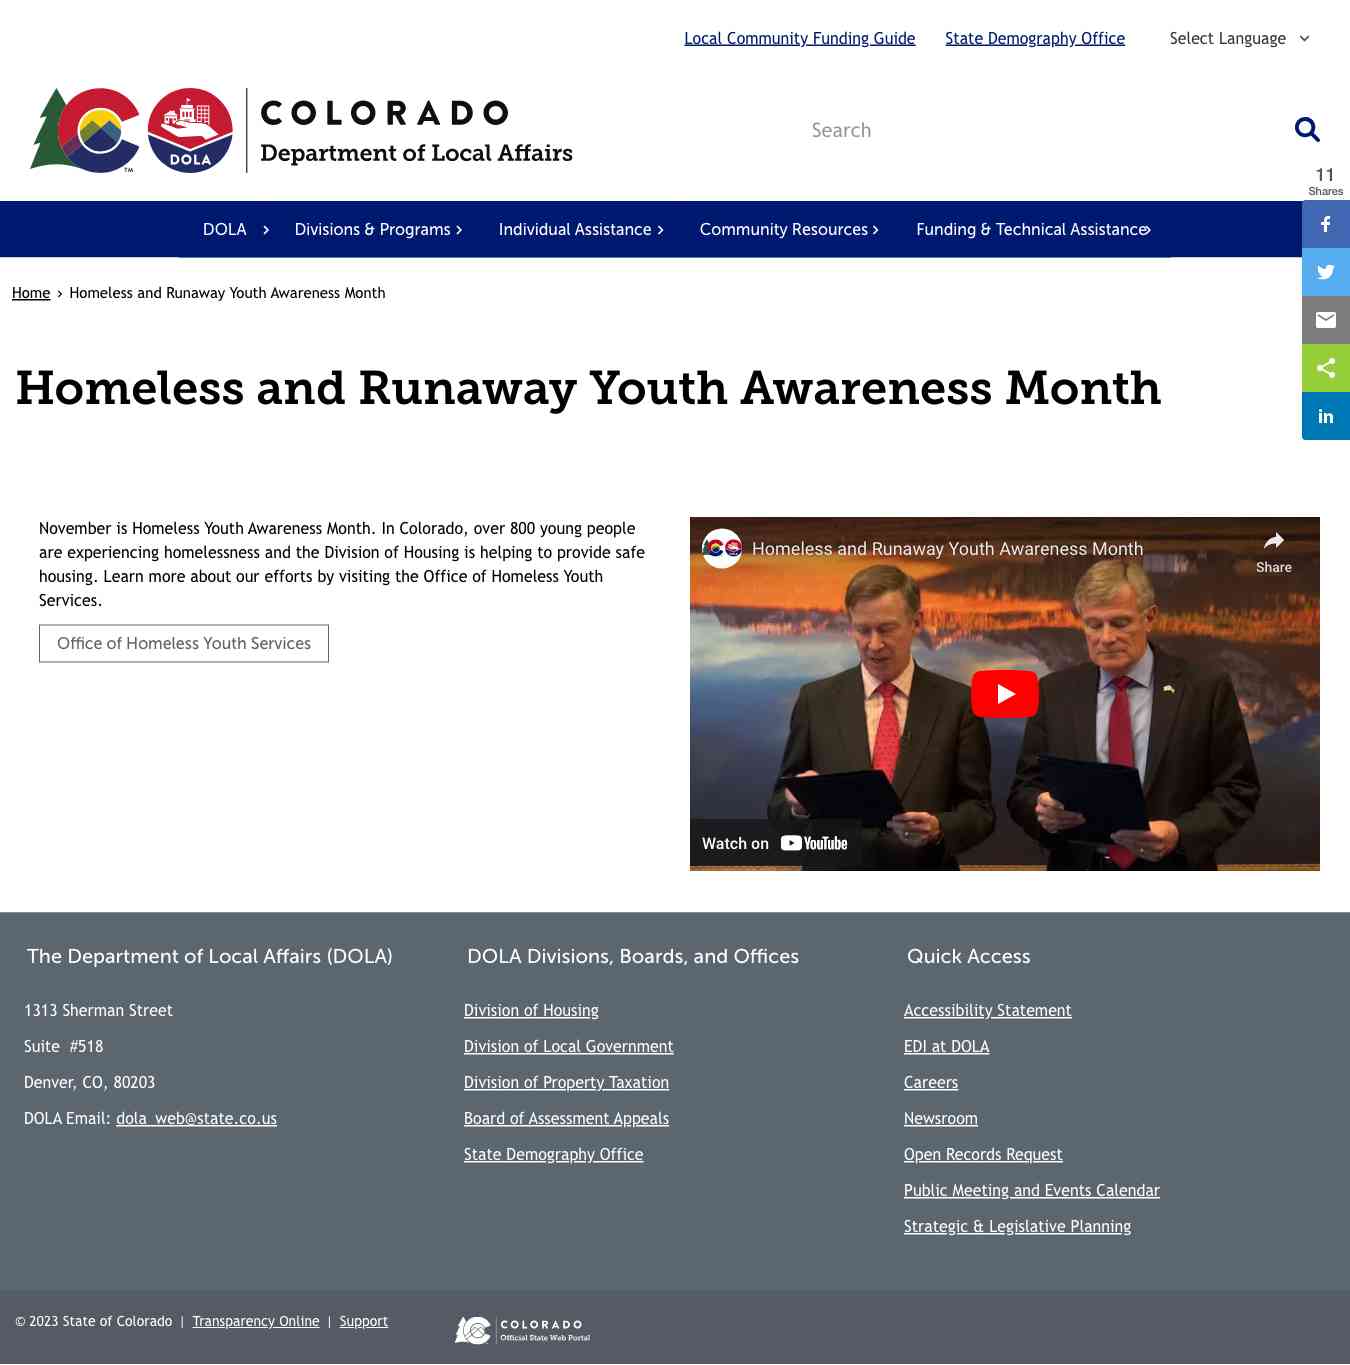 Local Community Funding Guide State Demography Office Select Language
COLORADO
Department of Local Affairs
DOLA
TM
Search
11
Shares
DOLA Divisions & Programs Individual Assistance Community Resources Funding & Technical Assistance
Home › Homeless and Runaway Youth Awareness Month
Homeless and Runaway Youth Awareness Month
November is Homeless Youth Awareness Month. In Colorado, over 800 young people
are experiencing homelessness and the Division of Housing is helping to provide safe
housing. Learn more about our efforts by visiting the Office of Homeless Youth
Services.
Office of Homeless Youth Services
Homeless and Runaway Youth Awareness Month
Share
Watch on YouTube
The Department of Local Affairs (DOLA)
1313 Sherman Street
Suite #518
Denver, CO, 80203
DOLA Email: dola_web@state.co.us
DOLA Divisions, Boards, and Offices
Division of Housing
Division of Local Government
Division of Property Taxation
Board of Assessment Appeals
State Demography Office
Quick Access
Accessibility Statement
EDI at DOLA
Careers
Newsroom
Open Records Request
Public Meeting and Events Calendar
Strategic & Legislative Planning
© 2023 State of Colorado | Transparency Online | Support
COLORADO
Official State Web Portal